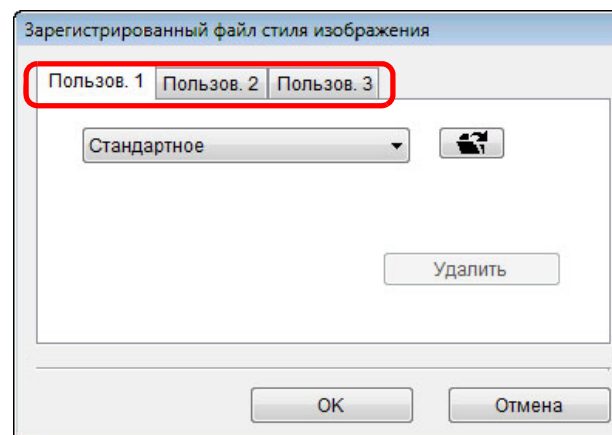 Зарегистрированный файл стиля изображения
Пользов. 1 Пользов. 2 Пользов. 3
Стандартное
Удалить
OK Отмена